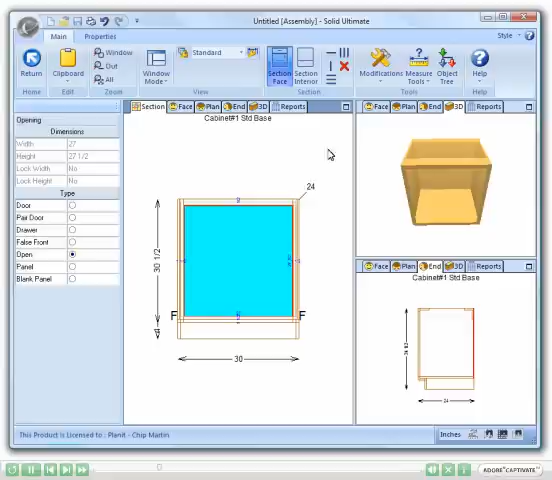 Untitled [Assembly] - Solid Ultimate
Main Properties Style
Return Clipboard Window Out All Window Mode Standard Section Face Section Interior Modifications Measure Tools Object Tree Help
Home Edit Zoom View Section Tools Help
Section Face Plan End 3D Reports
Cabinet#1 Std Base
Face Plan End 3D Reports
Opening
Dimensions
Width 27
Height 27 1/2
Lock Width No
Lock Height No
Type
Door
Pair Door
Drawer
False Front
Open
Panel
Blank Panel
24
30 1/2
F F
4
30
Face Plan End 3D Reports
Cabinet#1 Std Base
24
This Product is Licensed to : Planit - Chip Martin
Inches
ADOBE CAPTIVATE